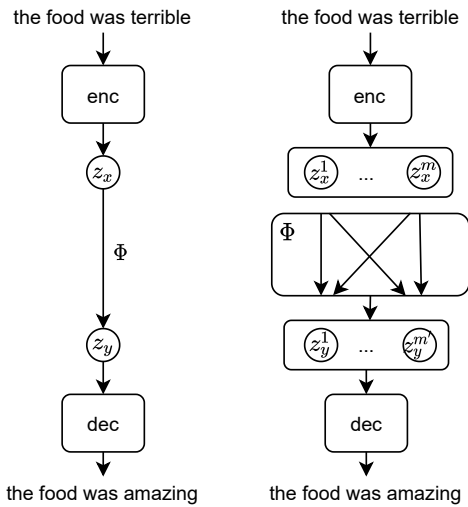 the food was terrible
enc
z_x
Φ
z_y
dec
the food was amazing
the food was terrible
enc
z_x^1 ... z_x^m
Φ
z_y^1 ... z_y^{m'}
dec
the food was amazing